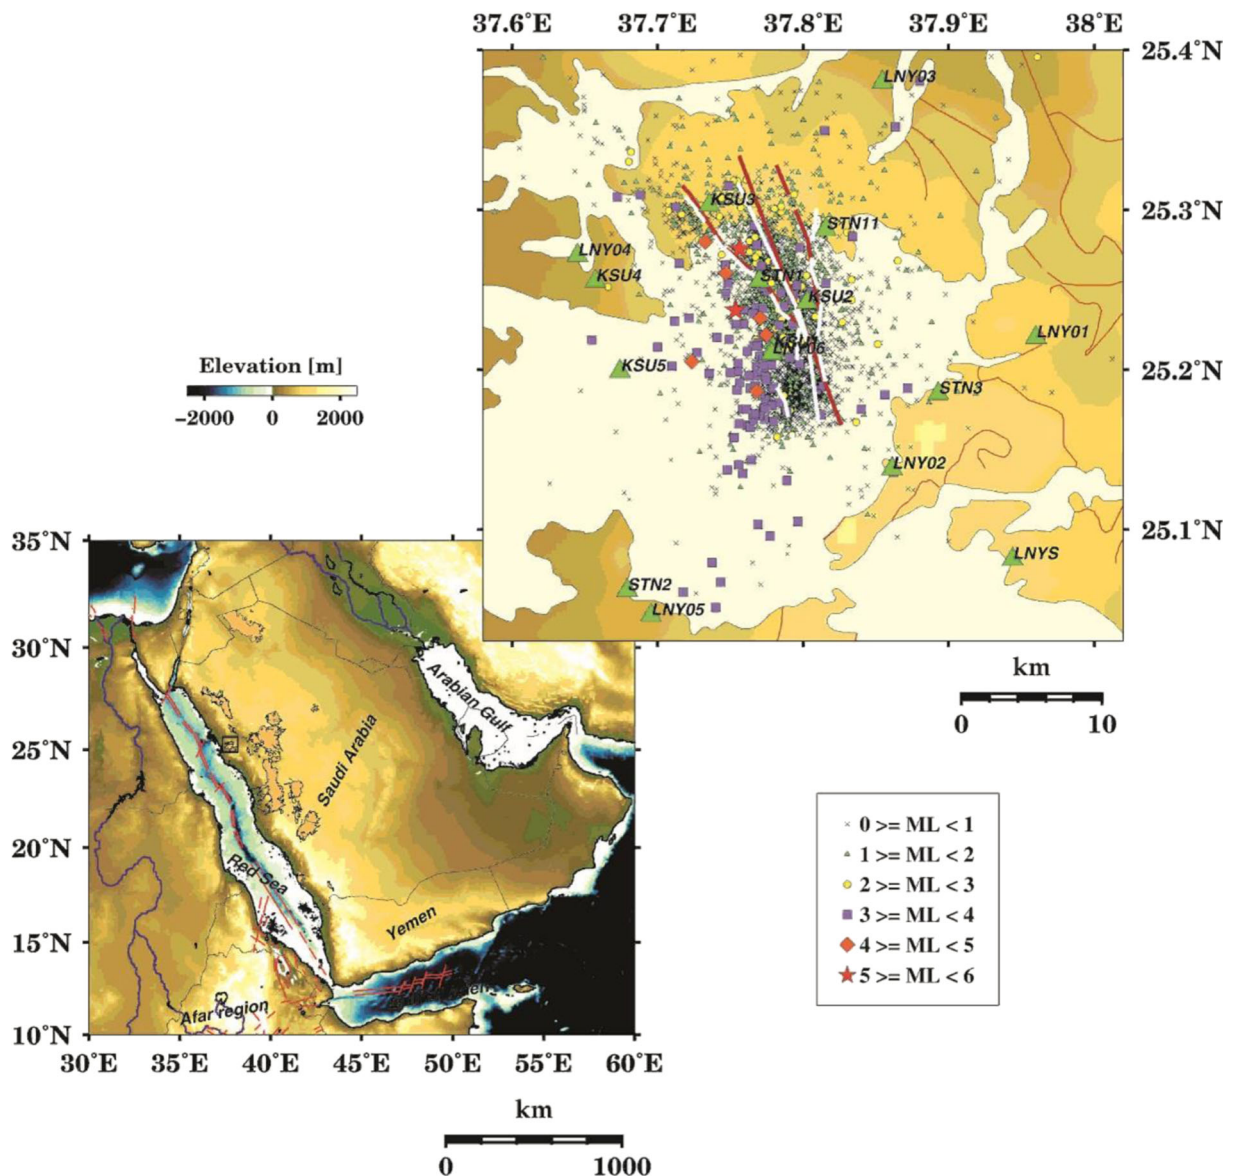 37.6˚E 37.7˚E 37.8˚E 37.9˚E 38˚E
25.4˚N
LNY03
KSU3
25.3˚N
STN11
LNY04
STN1
KSU4
KSU2
LNY01
LNY06
KSU5
25.2˚N
STN3
LNY02
25.1˚N
LNYS
STN2
LNY05
Elevation [m]
−2000 0 2000
km
0 10
35˚N
30˚N
25˚N
20˚N
15˚N
10˚N
Arabian Gulf
Saudi Arabia
Red Sea
Yemen
Afar region
30˚E 35˚E 40˚E 45˚E 50˚E 55˚E 60˚E
km
0 1000
0 >= ML < 1
1 >= ML < 2
2 >= ML < 3
3 >= ML < 4
4 >= ML < 5
5 >= ML < 6